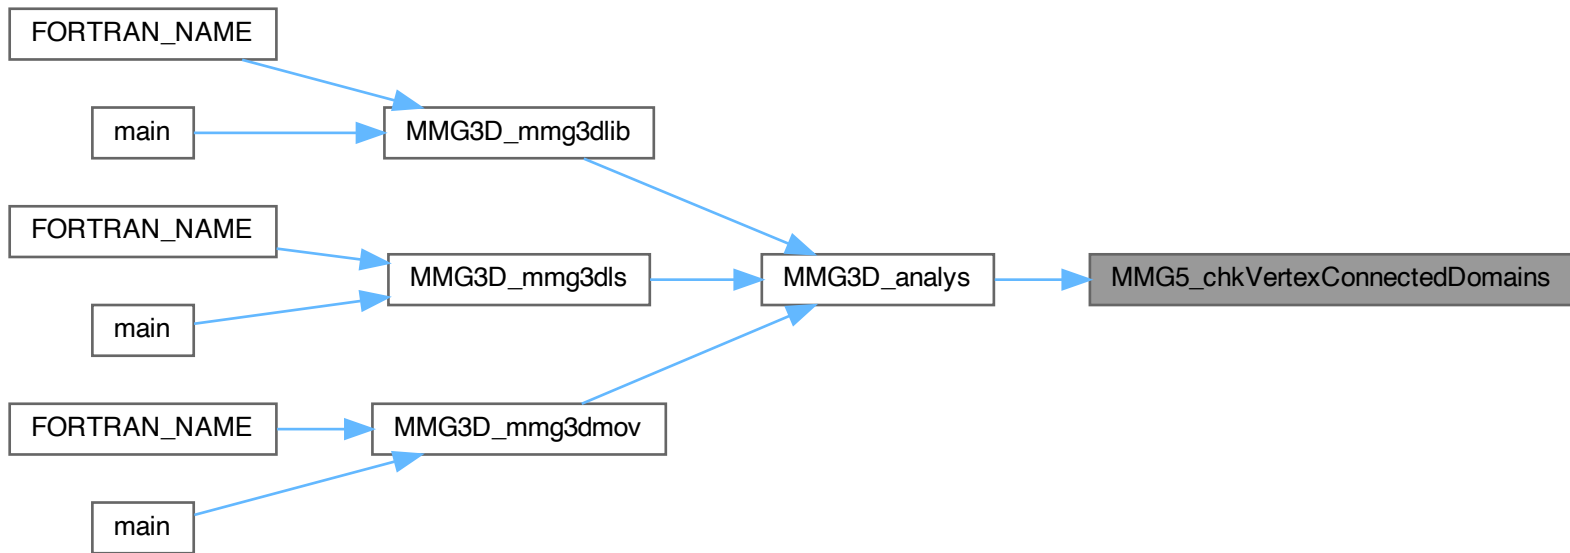 FORTRAN_NAME
main
MMG3D_mmg3dlib
FORTRAN_NAME
main
MMG3D_mmg3dls
MMG3D_analys
MMG5_chkVertexConnectedDomains
FORTRAN_NAME
main
MMG3D_mmg3dmov